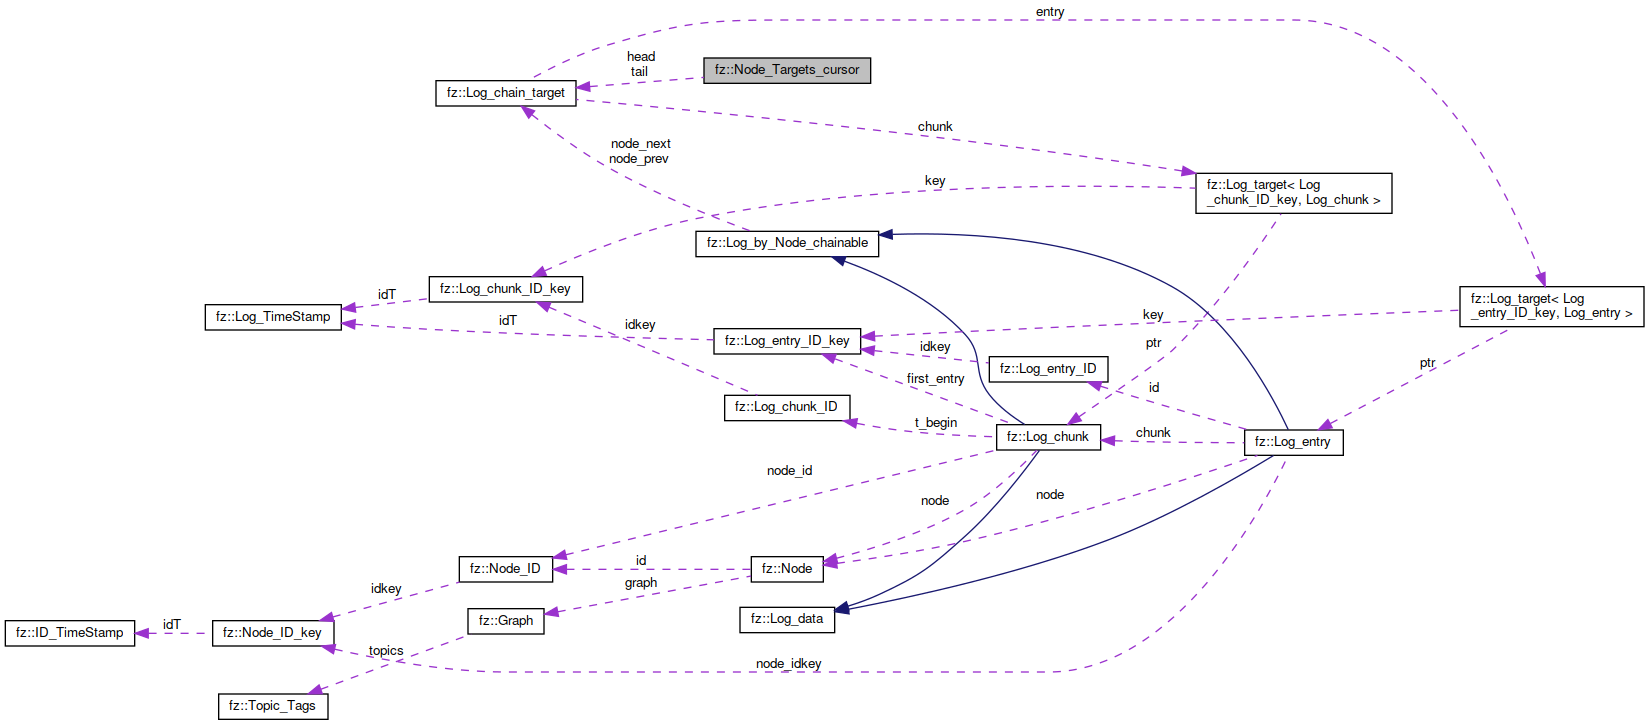 entry
head
tail
fz::Node_Targets_cursor
fz::Log_chain_target
chunk
node_next
node_prev
key
fz::Log_target< Log
_chunk_ID_key, Log_chunk >
fz::Log_by_Node_chainable
fz::Log_chunk_ID_key
idT
fz::Log_TimeStamp
idT
idkey
fz::Log_target< Log
_entry_ID_key, Log_entry >
key
fz::Log_entry_ID_key
idkey
ptr
fz::Log_entry_ID
ptr
first_entry
id
fz::Log_chunk_ID
t_begin
fz::Log_chunk
chunk
fz::Log_entry
node_id
node
node
fz::Node_ID
id
fz::Node
graph
idkey
fz::Graph
fz::Log_data
fz::ID_TimeStamp
idT
fz::Node_ID_key
topics
node_idkey
fz::Topic_Tags